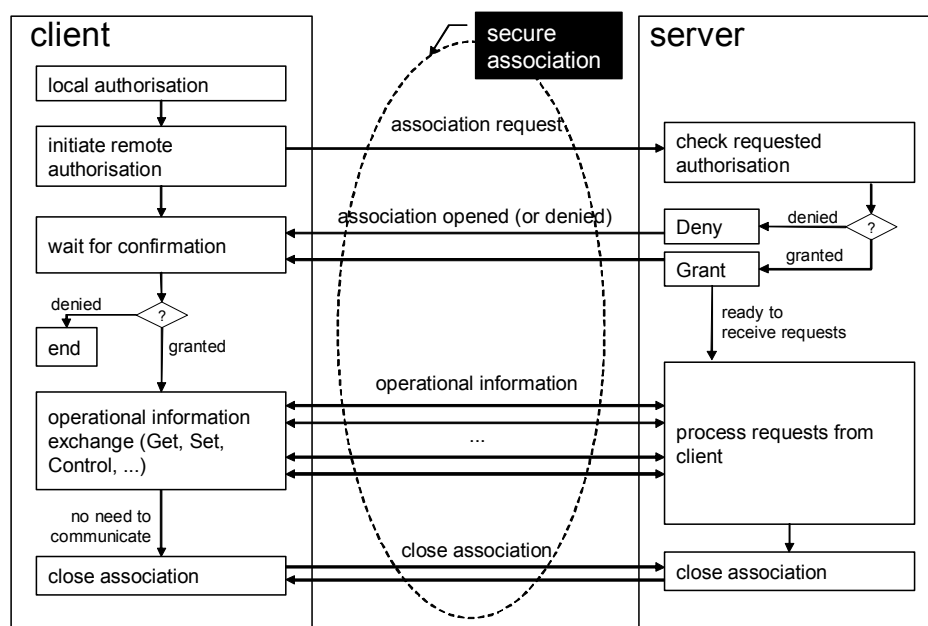 client
secure
association
server
local authorisation
association request
initiate remote
authorisation
check requested
authorisation
association opened (or denied)
Deny
denied
?
wait for confirmation
Grant
granted
denied
?
end
granted
ready to
receive requests
operational information
operational information
exchange (Get, Set,
Control, ...)
...
process requests from
client
no need to
communicate
close association
close association
close association